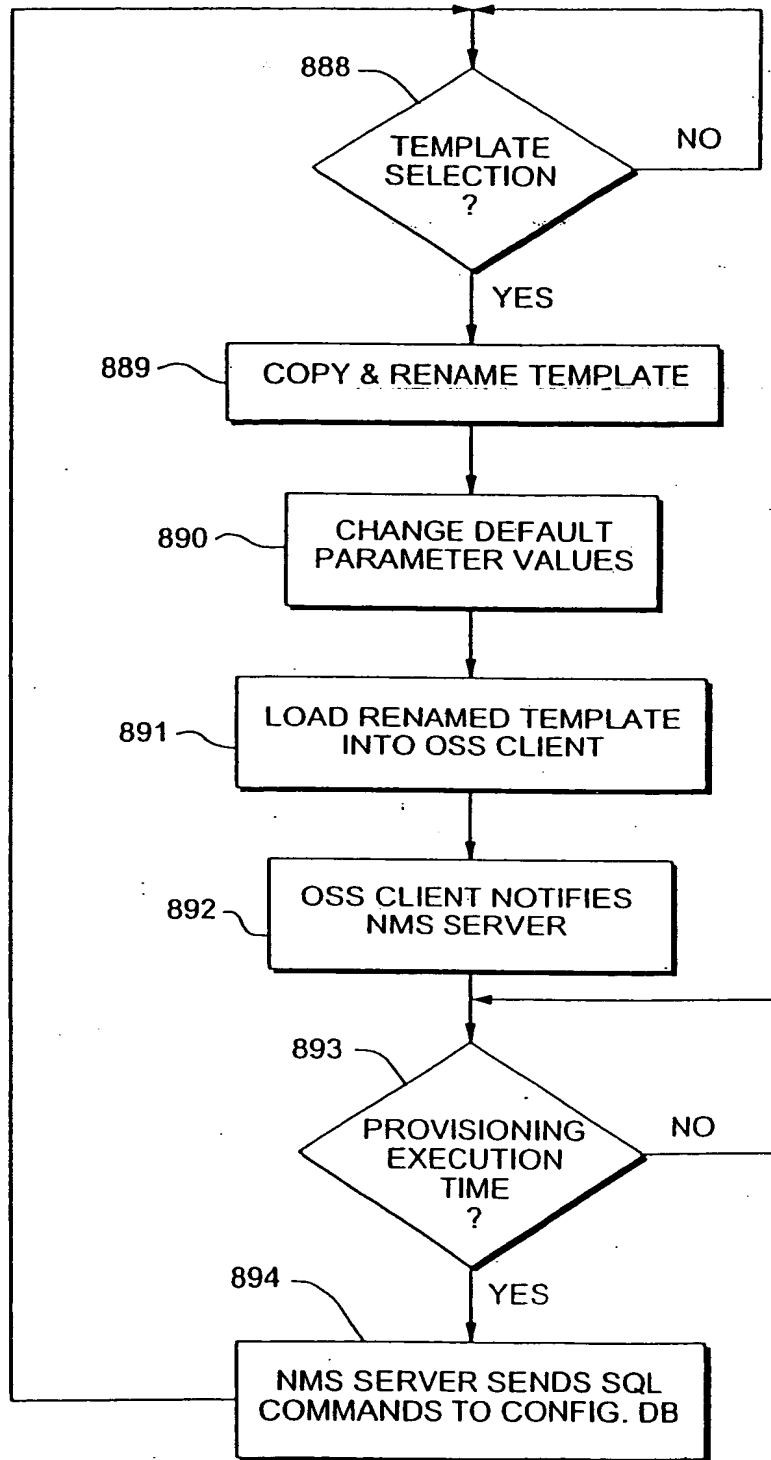 888
TEMPLATE
SELECTION
?
NO
YES
889
COPY & RENAME TEMPLATE
890
CHANGE DEFAULT
PARAMETER VALUES
891
LOAD RENAMED TEMPLATE
INTO OSS CLIENT
892
OSS CLIENT NOTIFIES
NMS SERVER
893
PROVISIONING
EXECUTION
TIME
?
NO
YES
894
NMS SERVER SENDS SQL
COMMANDS TO CONFIG. DB